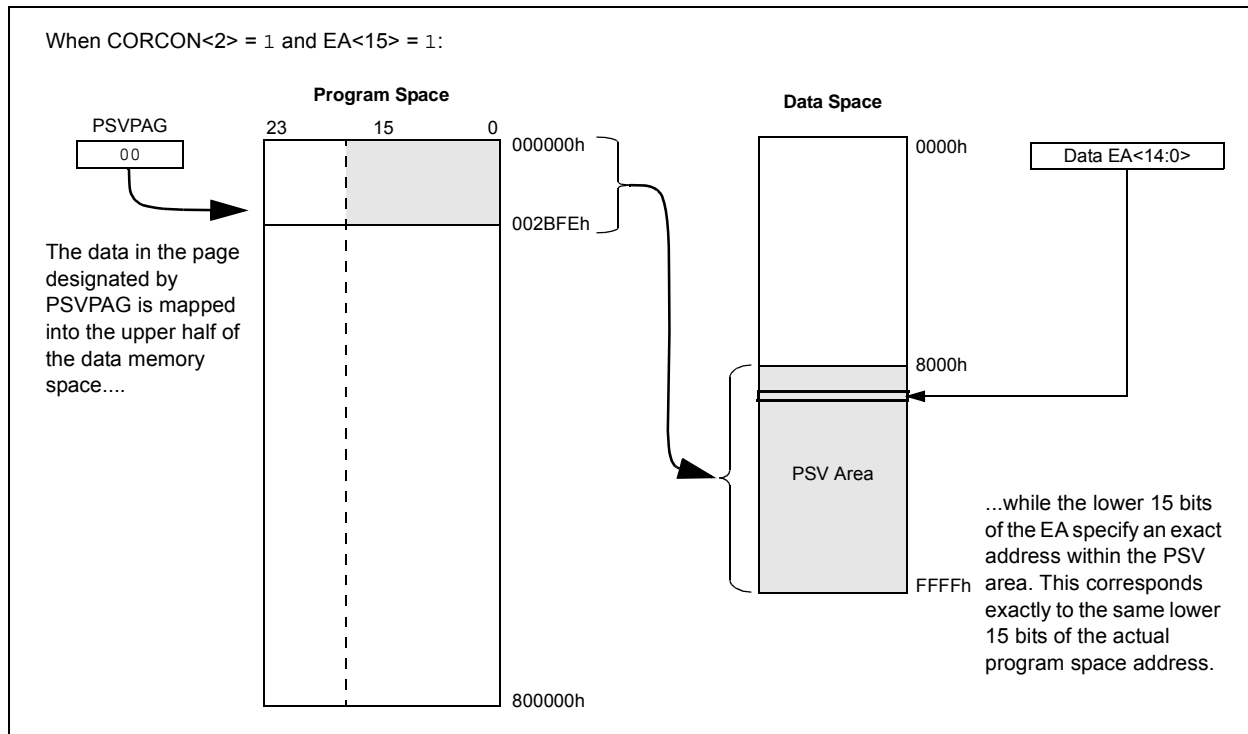 When CORCON<2> = 1 and EA<15> = 1:
Program Space
PSVPAG
23 15 0
00
000000h
002BFEh
The data in the page
designated by
PSVPAG is mapped
into the upper half of
the data memory
space....
800000h
Data Space
0000h
Data EA<14:0>
8000h
PSV Area
FFFFh
...while the lower 15 bits
of the EA specify an exact
address within the PSV
area. This corresponds
exactly to the same lower
15 bits of the actual
program space address.